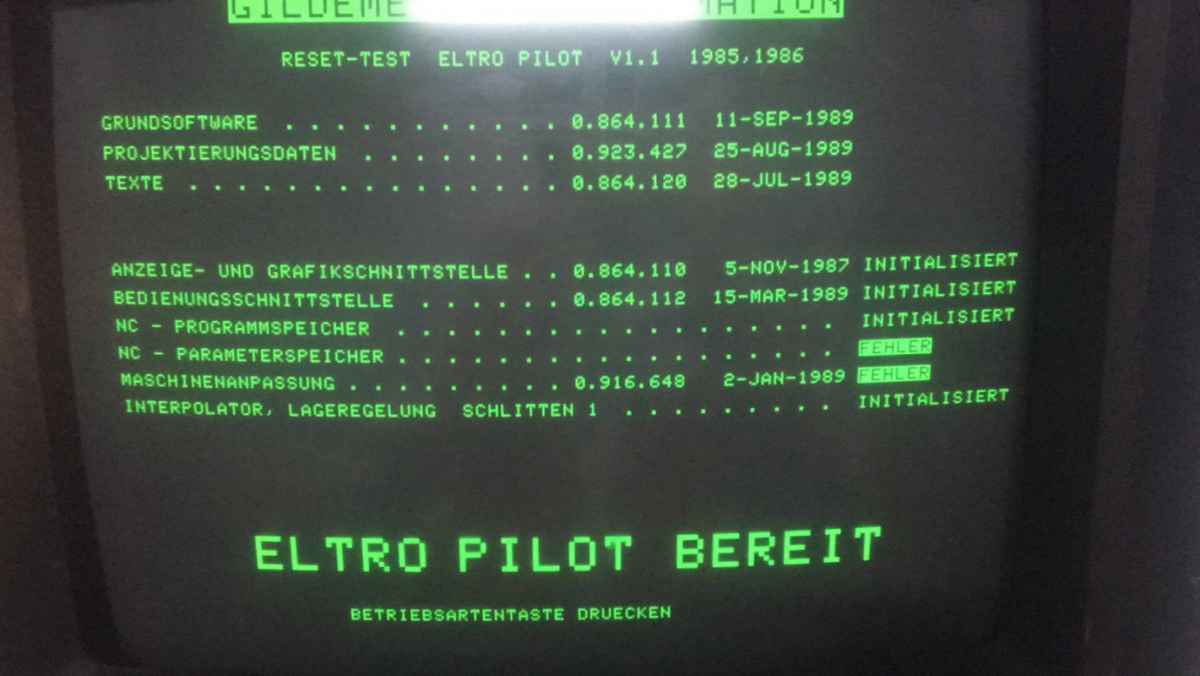 RESET-TEST ELTRO PILOT V1.1 1985,1986
GRUNDSOFTWARE . . . . . . . . . . . 0.864.111 11-SEP-1989
PROJEKTIERUNGSDATEN . . . . . . . . 0.923.427 25-AUG-1989
TEXTE . . . . . . . . . . . . . . 0.864.120 28-JUL-1989
ANZEIGE- UND GRAFIKSCHNITTSTELLE . . 0.864.110 5-NOV-1987 INITIALISIERT
BEDIENUNGSSCHNITTSTELLE . . . . . . 0.864.112 15-MAR-1989 INITIALISIERT
NC - PROGRAMMSPEICHER . . . . . . . . . . . . . . . . . INITIALISIERT
NC - PARAMETERSPEICHER . . . . . . . . . . . . . . . . . FEHLER
MASCHINENANPASSUNG . . . . . . . . . 0.916.648 2-JAN-1989 FEHLER
INTERPOLATOR, LAGEREGELUNG SCHLITTEN 1 . . . . . . . . . INITIALISIERT
ELTRO PILOT BEREIT
BETRIEBSARTENTASTE DRUECKEN